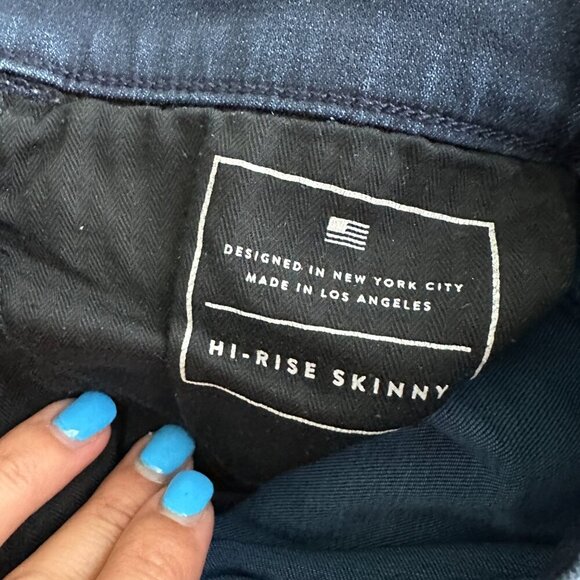 DESIGNED IN NEW YORK CITY
MADE IN LOS ANGELES
HI-RISE SKINNY